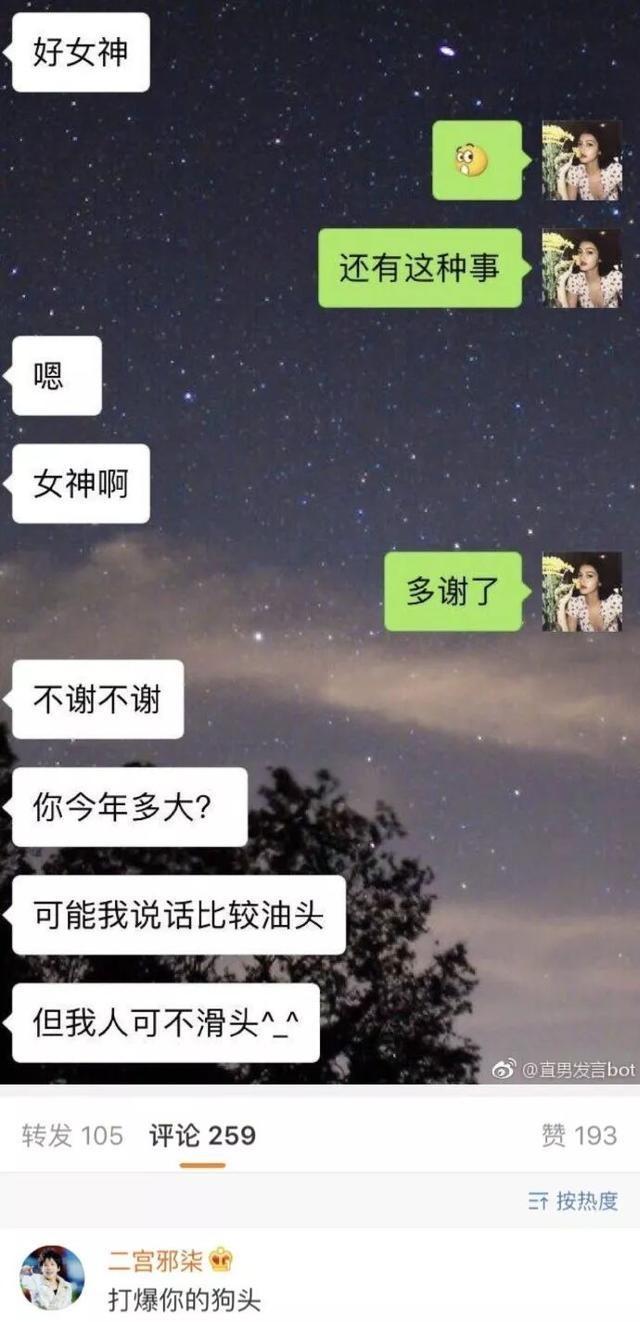 好女神
还有这种事
嗯
女神啊
多谢了
不谢不谢
你今年多大?
可能我说话比较油头
但我人可不滑头^_^
@直男发言bot
转发 105 评论 259 赞 193
按热度
二宫邪柒
打爆你的狗头